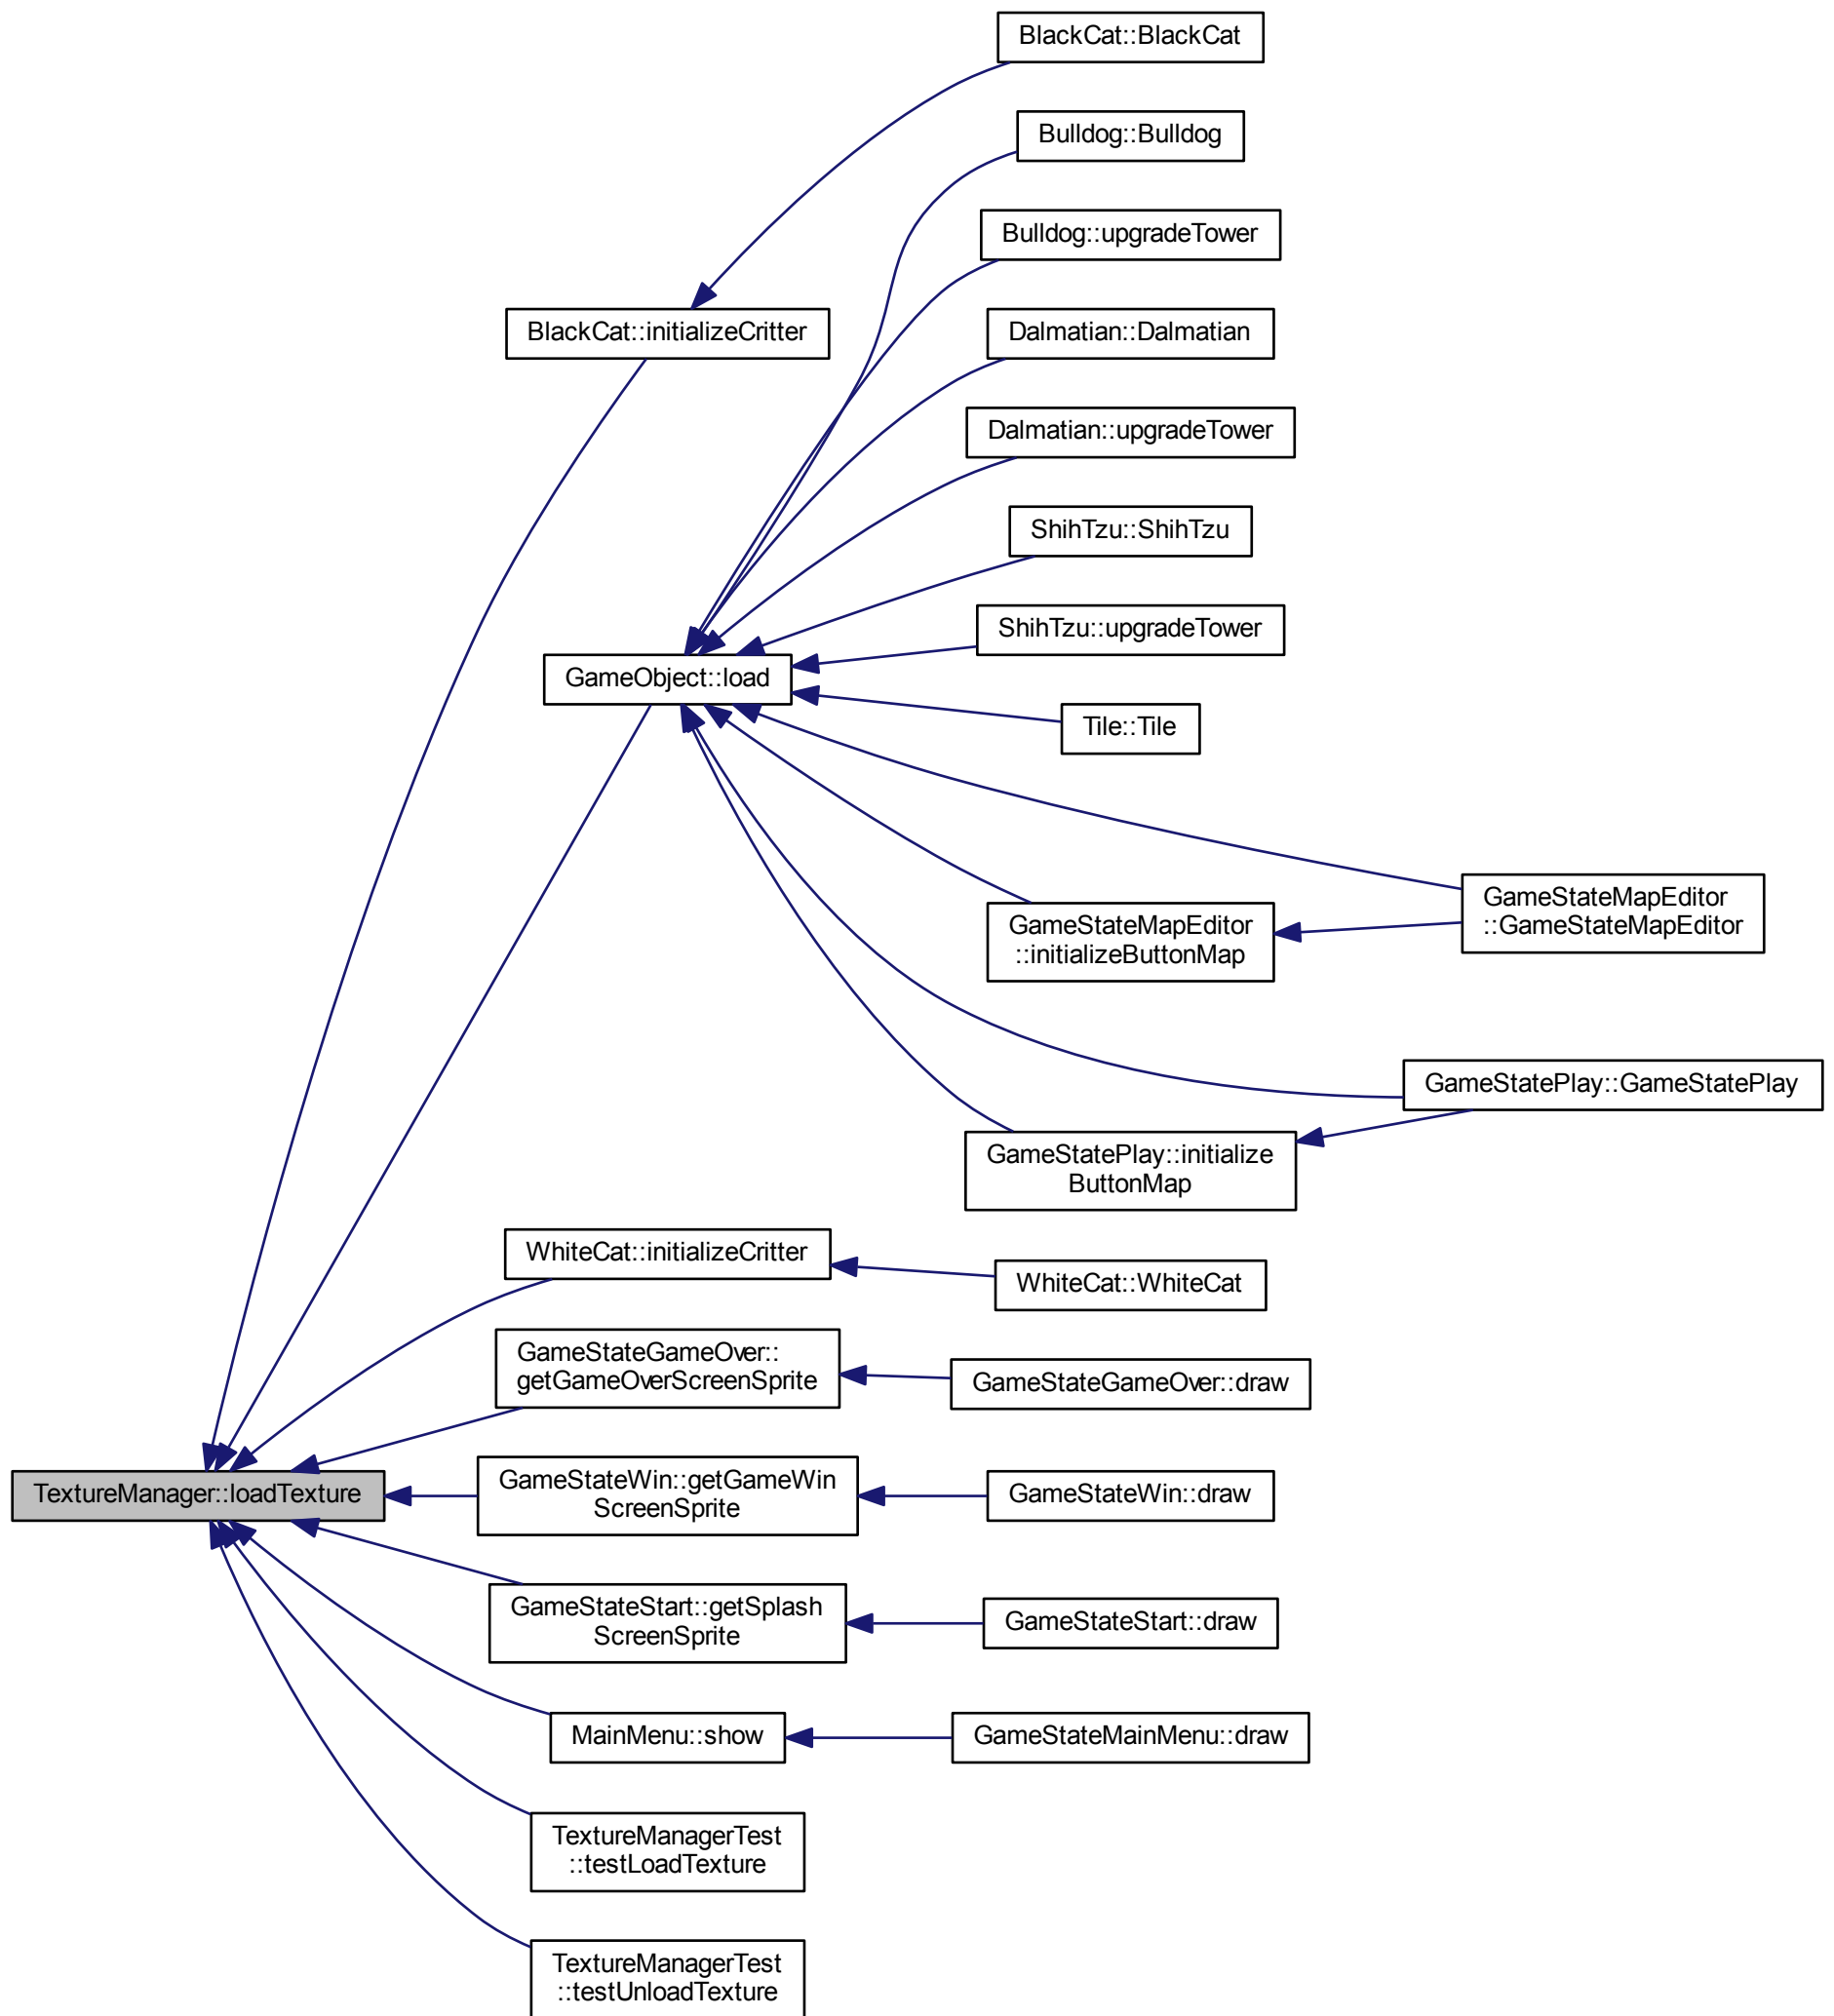 BlackCat::BlackCat
Bulldog::Bulldog
Bulldog::upgradeTower
BlackCat::initializeCritter
Dalmatian::Dalmatian
Dalmatian::upgradeTower
ShihTzu::ShihTzu
ShihTzu::upgradeTower
GameObject::load
Tile::Tile
GameStateMapEditor
::GameStateMapEditor
GameStateMapEditor
::initializeButtonMap
GameStatePlay::GameStatePlay
GameStatePlay::initialize
ButtonMap
WhiteCat::initializeCritter
WhiteCat::WhiteCat
GameStateGameOver::
getGameOverScreenSprite
GameStateGameOver::draw
TextureManager::loadTexture
GameStateWin::getGameWin
ScreenSprite
GameStateWin::draw
GameStateStart::getSplash
ScreenSprite
GameStateStart::draw
MainMenu::show
GameStateMainMenu::draw
TextureManagerTest
::testLoadTexture
TextureManagerTest
::testUnloadTexture